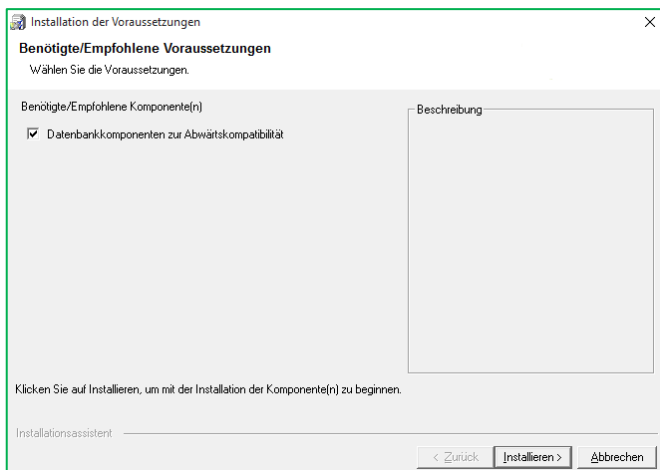 Installation der Voraussetzungen
Benötigte/Empfohlene Voraussetzungen
Wählen Sie die Voraussetzungen.
Benötigte/Empfohlene Komponente(n)
Beschreibung
Datenbankkomponenten zur Abwärtskompatibilität
Klicken Sie auf Installieren, um mit der Installation der Komponente(n) zu beginnen.
Installationsassistent
< Zurück
Installieren >
Abbrechen